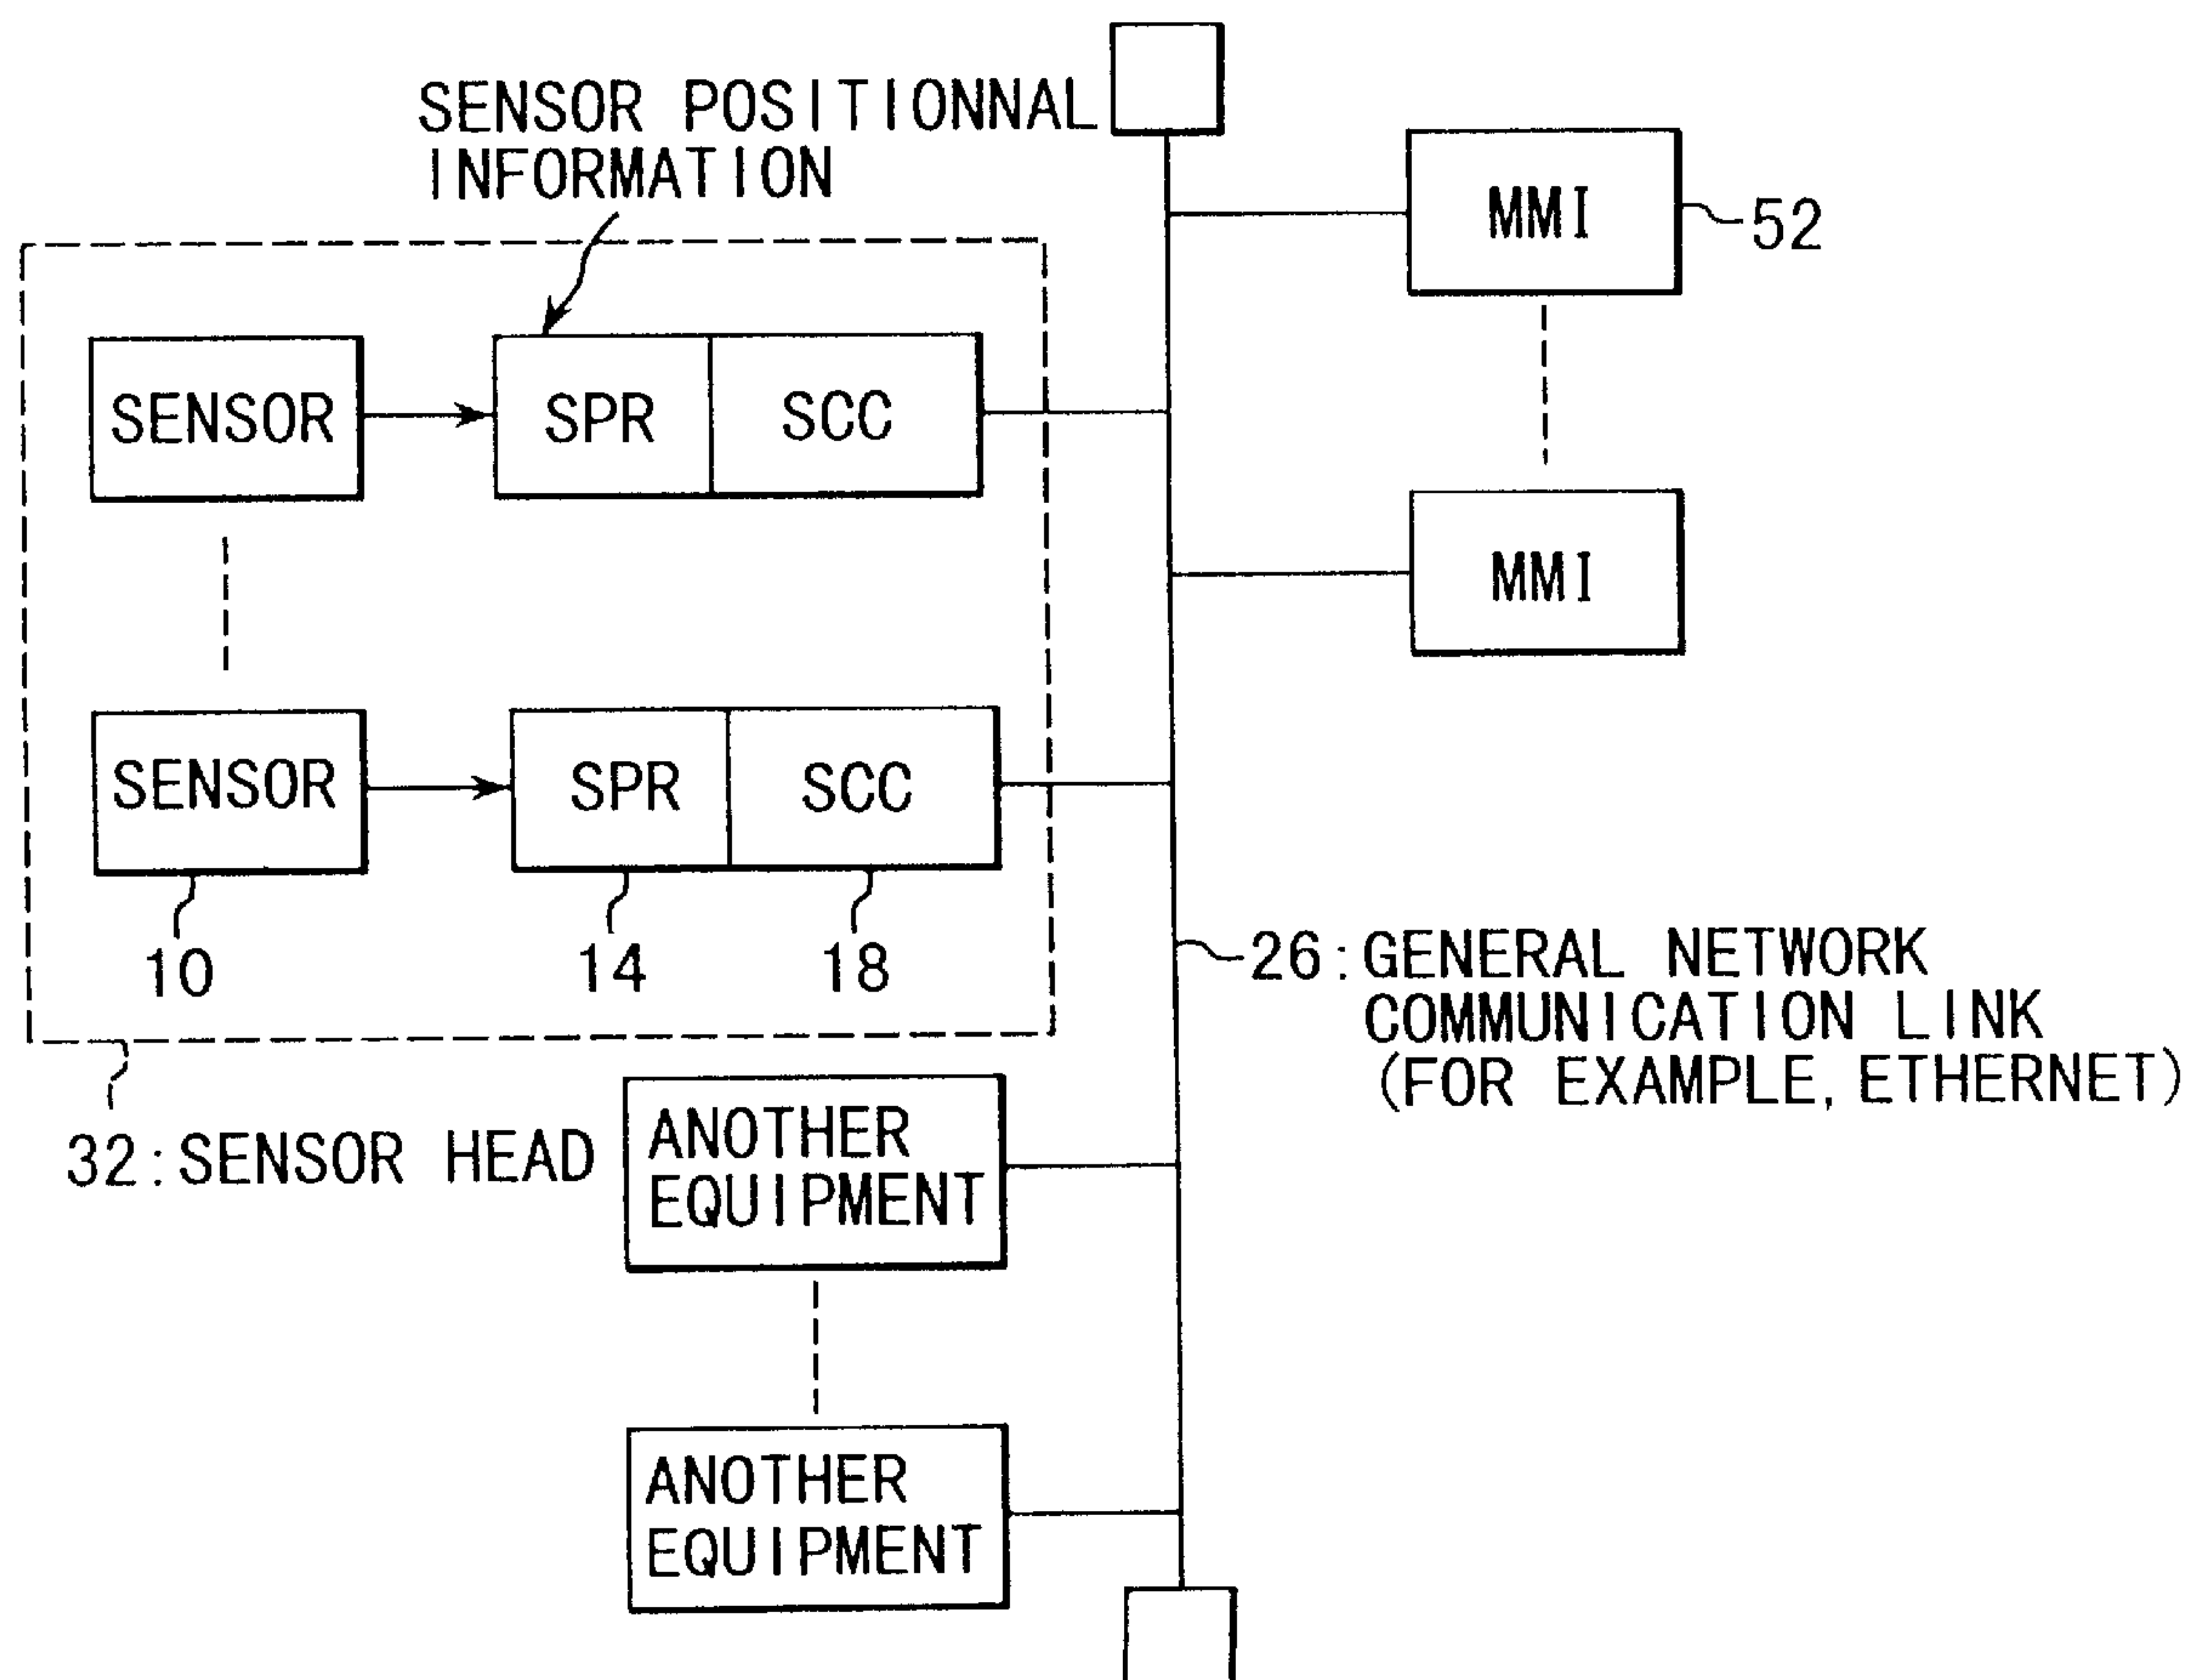 SENSOR POSITIONNAL
INFORMATION
MMI
52
SENSOR
SPR
SCC
MMI
SENSOR
SPR
SCC
10
14
18
26:GENERAL NETWORK
COMMUNICATION LINK
(FOR EXAMPLE, ETHERNET)
32:SENSOR HEAD
ANOTHER
EQUIPMENT
ANOTHER
EQUIPMENT